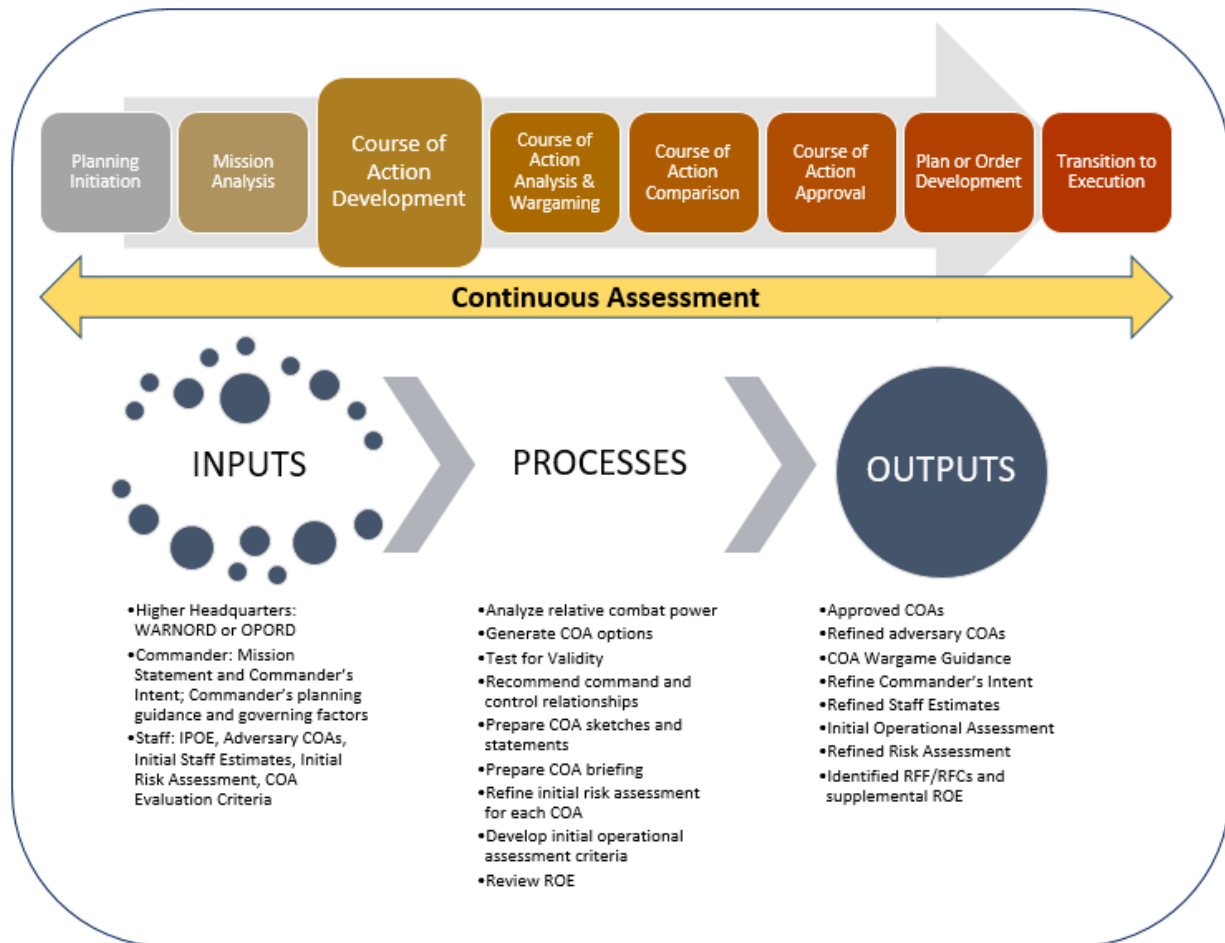 Planning
Initiation
Mission
Analysis
Course of
Action
Development
Course of
Action
Analysis &
Wargaming
Course of
Action
Comparison
Course of
Action
Approval
Plan or Order
Development
Transition to
Execution
Continuous Assessment
INPUTS
PROCESSES
OUTPUTS
•Higher Headquarters:
WARNORD or OPORD
•Commander: Mission
Statement and Commander's
Intent; Commander's planning
guidance and governing factors
•Staff: IPOE, Adversary COAs,
Initial Staff Estimates, Initial
Risk Assessment, COA
Evaluation Criteria
•Analyze relative combat power
•Generate COA options
•Test for Validity
•Recommend command and
control relationships
•Prepare COA sketches and
statements
•Prepare COA briefing
•Refine initial risk assessment
for each COA
•Develop initial operational
assessment criteria
•Review ROE
•Approved COAs
•Refined adversary COAs
•COA Wargame Guidance
•Refine Commander's Intent
•Refined Staff Estimates
•Initial Operational Assessment
•Refined Risk Assessment
•Identified RFF/RFCs and
supplemental ROE